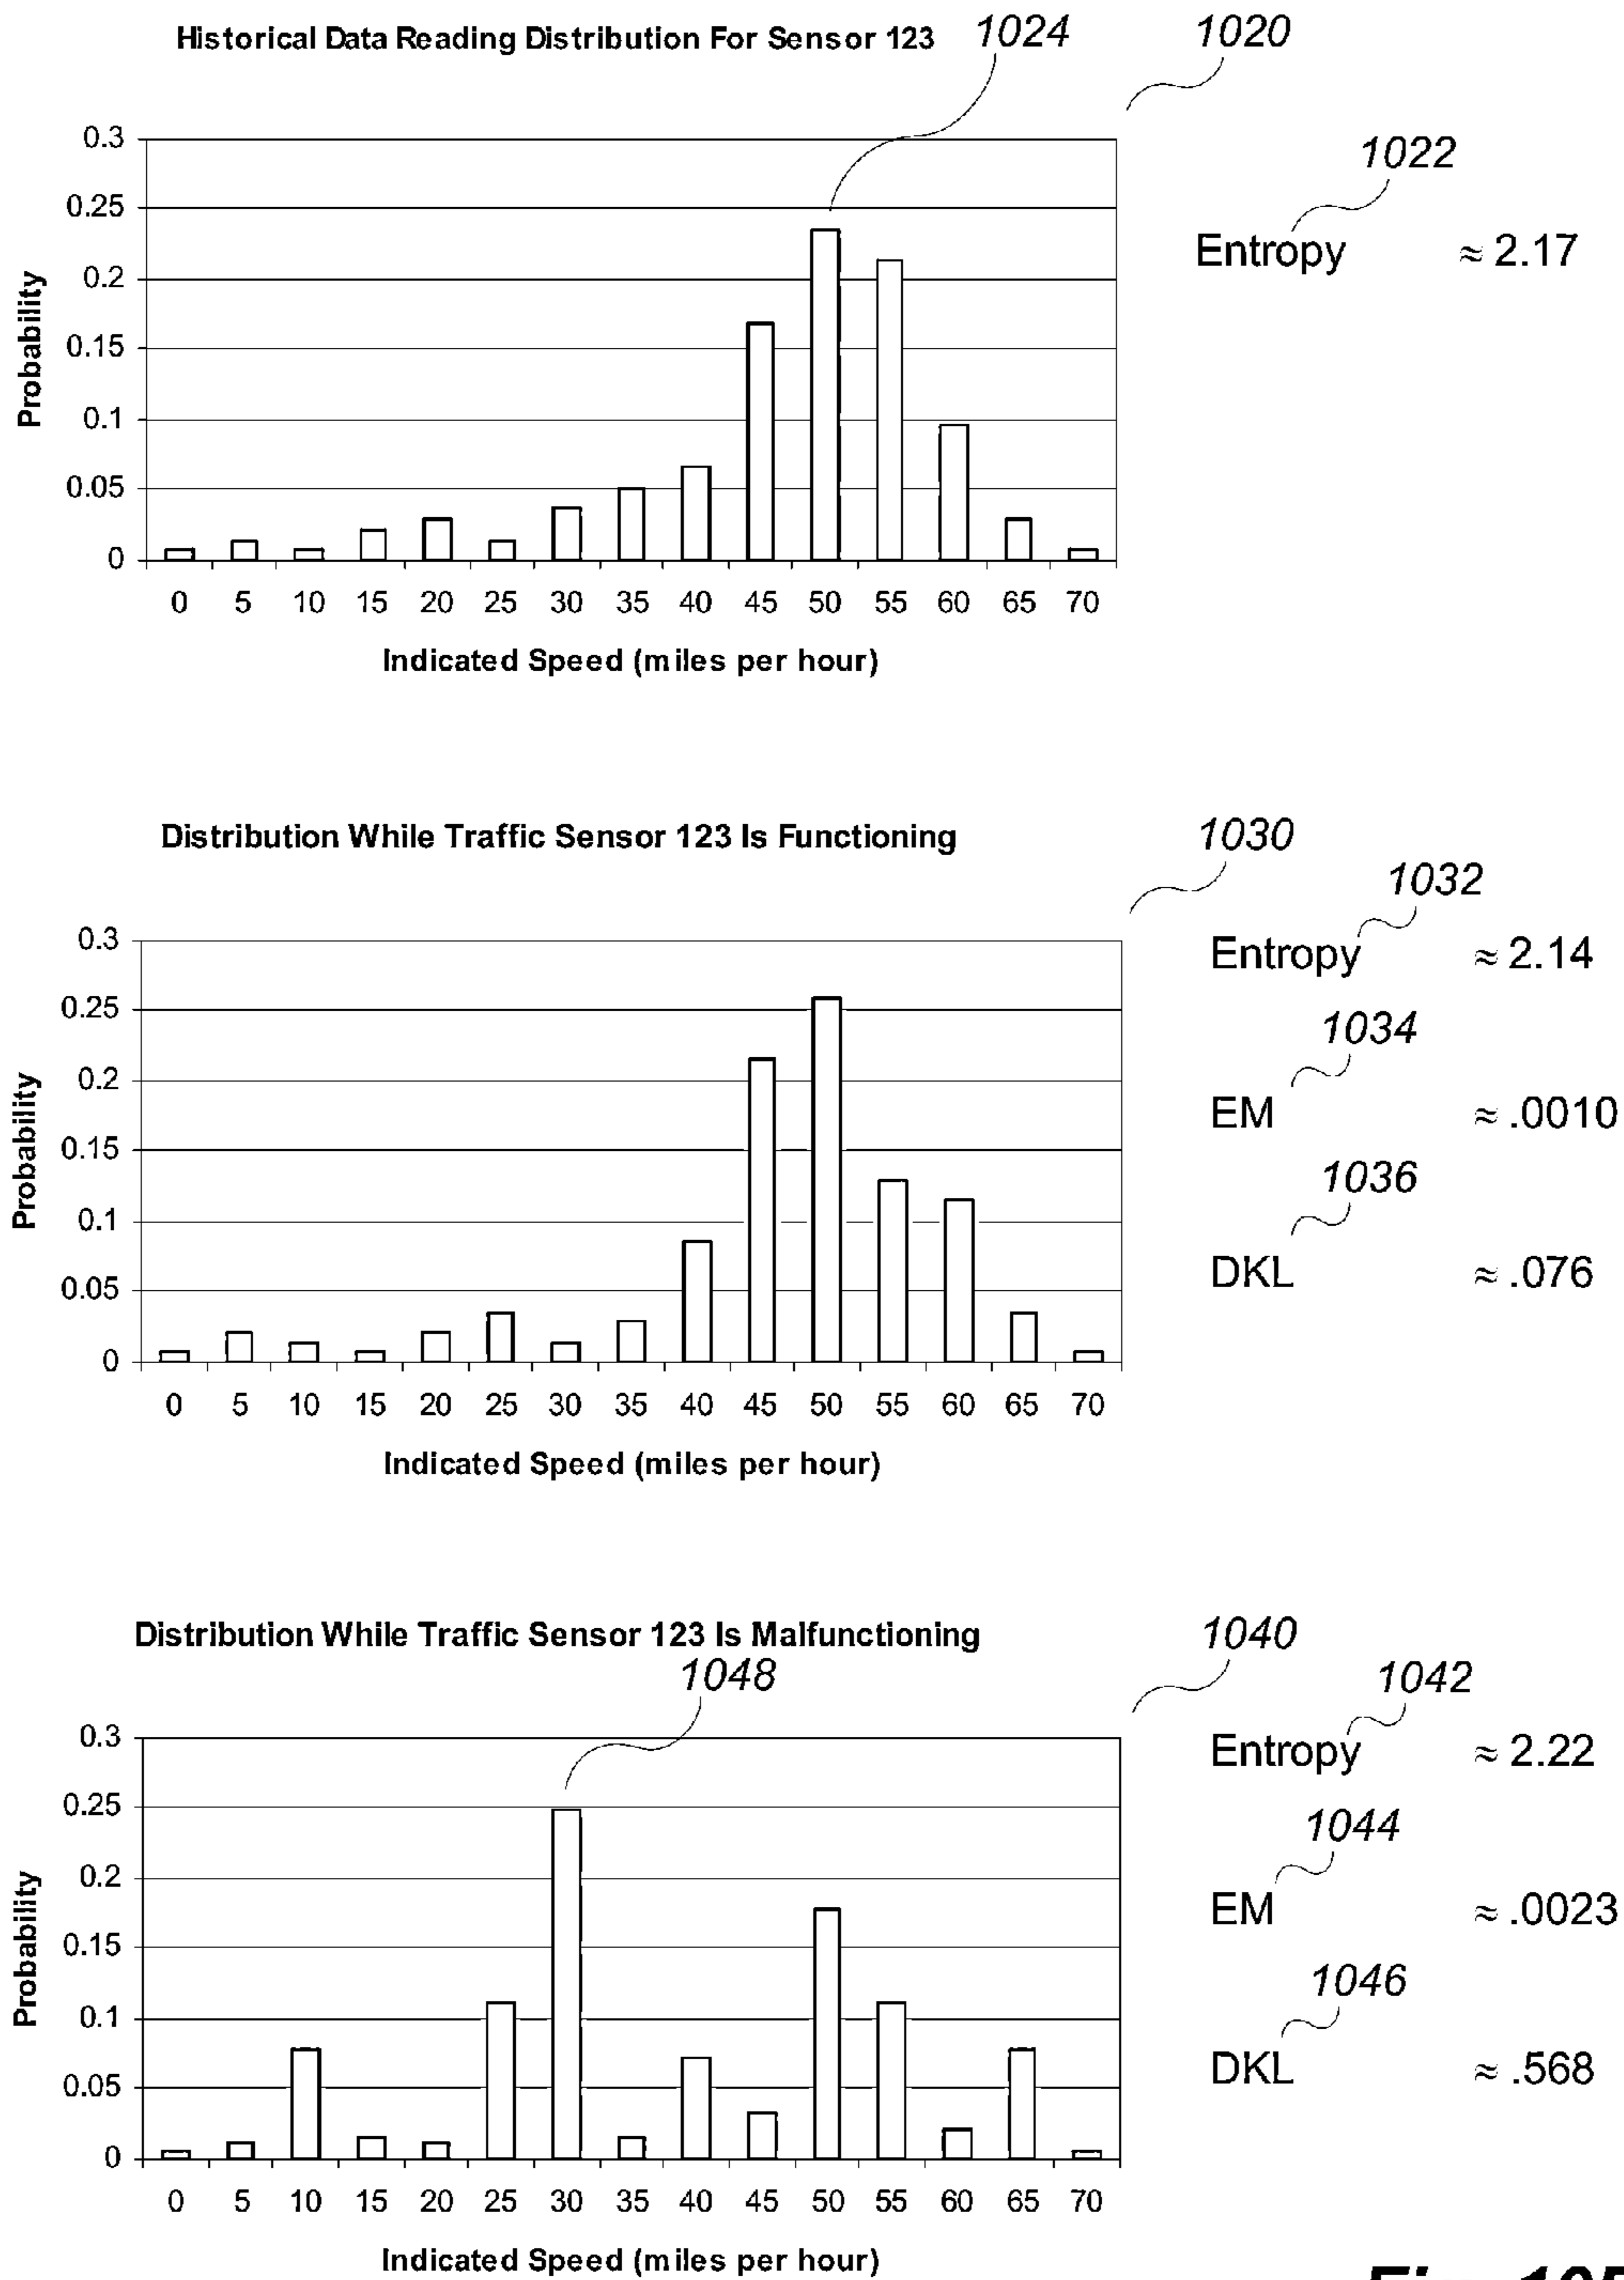 Historical Data Reading Distribution For Sensor 123
1024
1020
1022
Entropy ≈ 2.17
0.3
0.25
0.2
0.15
0.1
0.05
0
Probability
0 5 10 15 20 25 30 35 40 45 50 55 60 65 70
Indicated Speed (miles per hour)
Distribution While Traffic Sensor 123 Is Functioning
1030
1032
Entropy ≈ 2.14
1034
EM ≈ .0010
1036
DKL ≈ .076
0.3
0.25
0.2
0.15
0.1
0.05
0
Probability
0 5 10 15 20 25 30 35 40 45 50 55 60 65 70
Indicated Speed (miles per hour)
Distribution While Traffic Sensor 123 Is Malfunctioning
1048
1040
1042
Entropy ≈ 2.22
1044
EM ≈ .0023
1046
DKL ≈ .568
0.3
0.25
0.2
0.15
0.1
0.05
0
Probability
0 5 10 15 20 25 30 35 40 45 50 55 60 65 70
Indicated Speed (miles per hour)